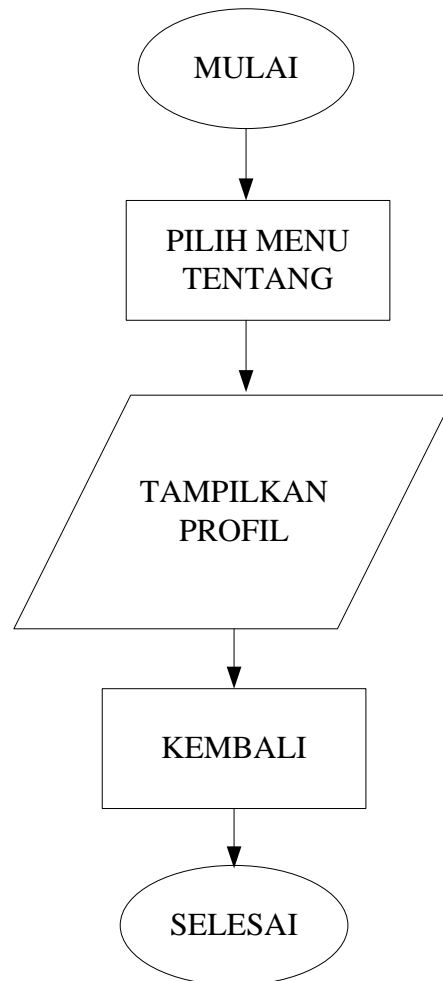 MULAI
PILIH MENU
TENTANG
TAMPILKAN
PROFIL
KEMBALI
SELESAI